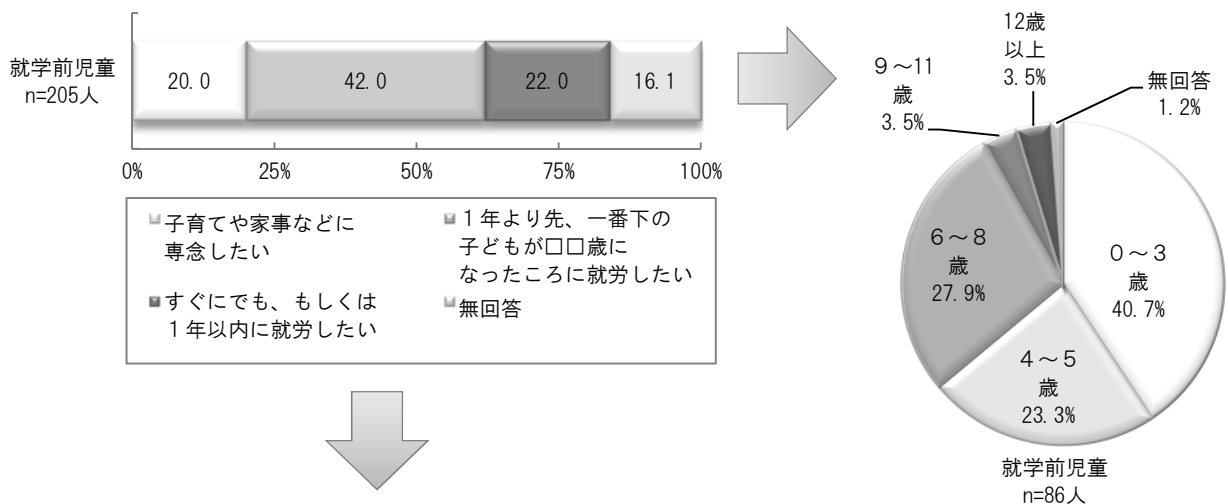 就学前児童
n=205人
20.0
42.0
22.0
16.1
0%
25%
50%
75%
100%
子育てや家事などに
専念したい
１年より先、一番下の
子どもが□□歳に
なったころに就労したい
すぐにでも、もしくは
１年以内に就労したい
無回答
12歳
以上
3.5%
９～11
歳
3.5%
無回答
1.2%
６～８
歳
27.9%
０～３
歳
40.7%
４～５
歳
23.3%
就学前児童
n=86人